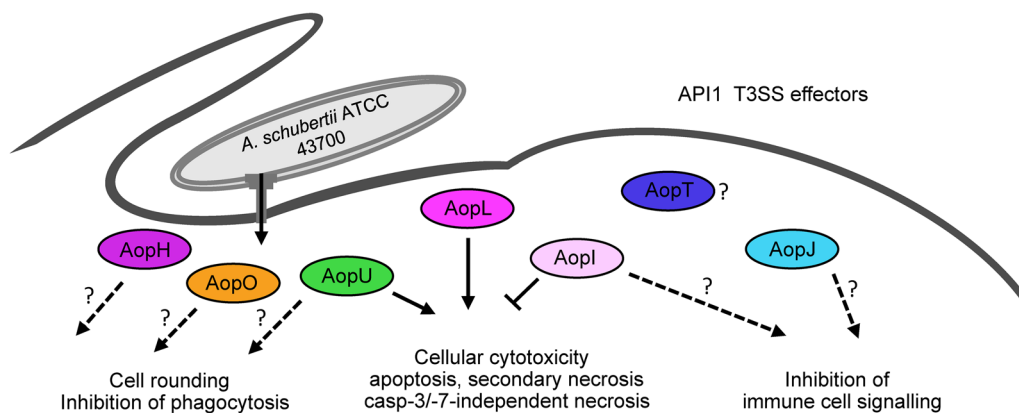 API1 T3SS effectors
A. schubertii ATCC
43700
AopT
?
AopL
AopH
AopI
AopJ
AopO
AopU
?
?
?
?
?
Cell rounding
Inhibition of phagocytosis
Cellular cytotoxicity
apoptosis, secondary necrosis
casp-3/-7-independent necrosis
Inhibition of
immune cell signalling